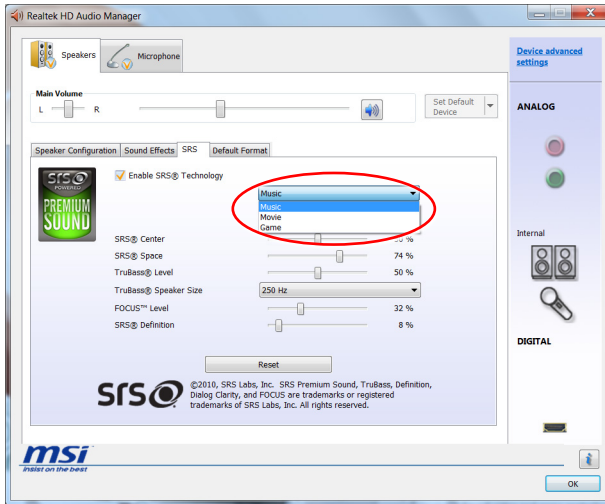 Realtek HD Audio Manager
Speakers
Microphone
Device advanced
settings
Main Volume
L
R
Set Default
Device
ANALOG
Speaker Configuration
Sound Effects
SRS
Default Format
SRS
POWERED
PREMIUM
SOUND
Enable SRS® Technology
Music
Music
Movie
Game
SRS® Center
SRS® Space
74 %
TruBass® Level
50 %
TruBass® Speaker Size
250 Hz
FOCUS™ Level
32 %
SRS® Definition
8 %
Internal
DIGITAL
Reset
SRS
©2010, SRS Labs, Inc. SRS Premium Sound, TruBass, Definition,
Dialog Clarity, and FOCUS are trademarks or registered
trademarks of SRS Labs, Inc. All rights reserved.
msi
insist on the best
i
OK